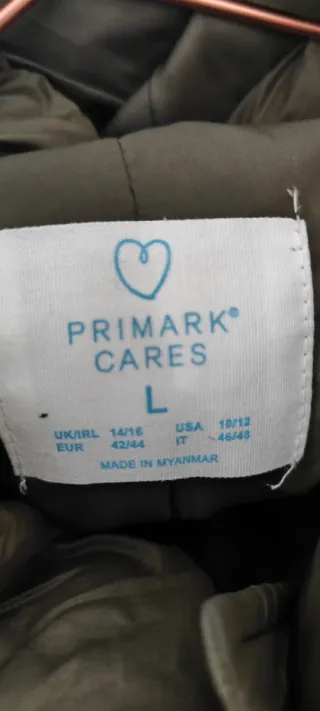 PRIMARK®
CARES
L
UK/IRL 14/16 USA 10/12
EUR 42/44 IT 46/48
MADE IN MYANMAR